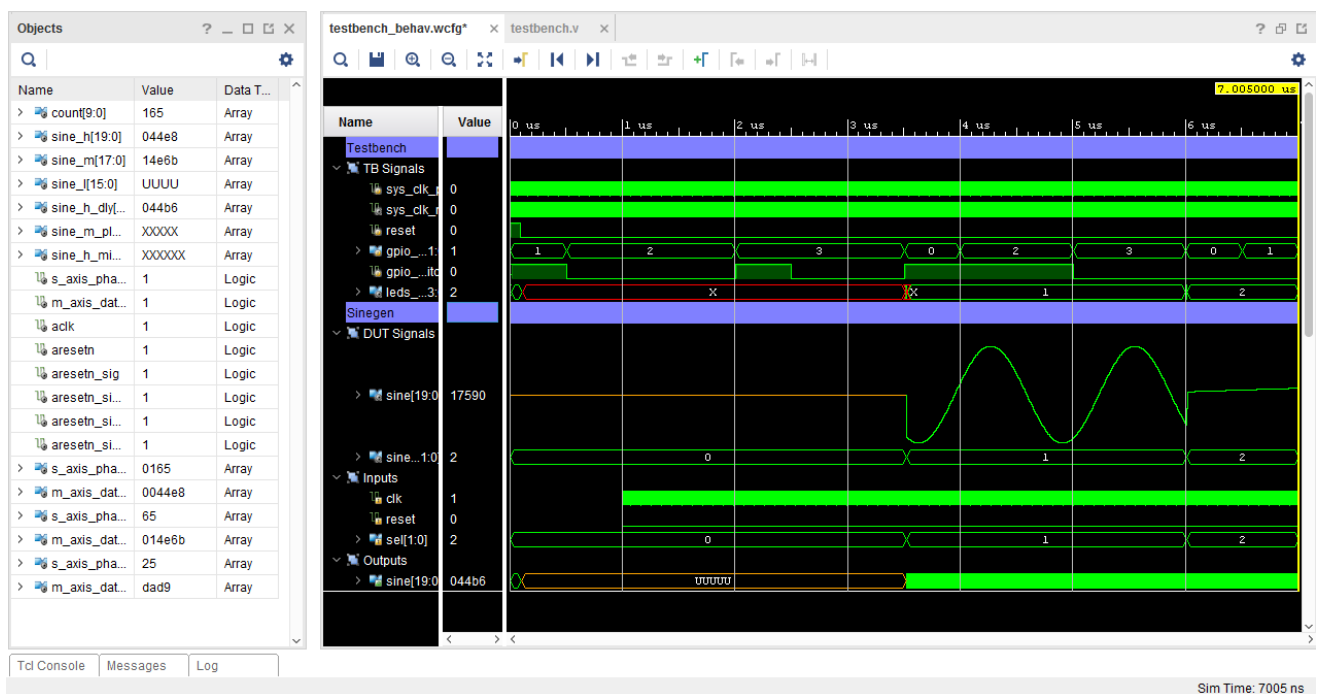 Objects ? _
Name Value Data T...
count[9:0] 165 Array
sine_h[19:0] 044e8 Array
sine_m[17:0] 14e6b Array
sine_l[15:0] UUUU Array
sine_h_dly[... 044b6 Array
sine_m_pl... XXXXX Array
sine_h_mi... XXXXXX Array
s_axis_pha... 1 Logic
m_axis_dat... 1 Logic
aclk 1 Logic
aresetn 1 Logic
aresetn_sig 1 Logic
aresetn_si... 1 Logic
aresetn_si... 1 Logic
aresetn_si... 1 Logic
s_axis_pha... 0165 Array
m_axis_dat... 0044e8 Array
s_axis_pha... 65 Array
m_axis_dat... 014e6b Array
s_axis_pha... 25 Array
m_axis_dat... dad9 Array
testbench_behav.wcfg* × testbench.v × ?
7.005000 us
Name Value 0 us 1 us 2 us 3 us 4 us 5 us 6 us
Testbench
TB Signals
sys_clk_p 0
sys_clk_r 0
reset 0
gpio_...1: 1 1 2 3 0 2 3 0 1
gpio_...itc 0
leds_...3: 2 X X 1 2
Sinegen
DUT Signals
sine[19:0 17590
sine...1:0] 2 0 1 2
Inputs
clk 1
reset 0
sel[1:0] 2 0 1 2
Outputs
sine[19:0 044b6 UUUUU
Tcl Console Messages Log
Sim Time: 7005 ns